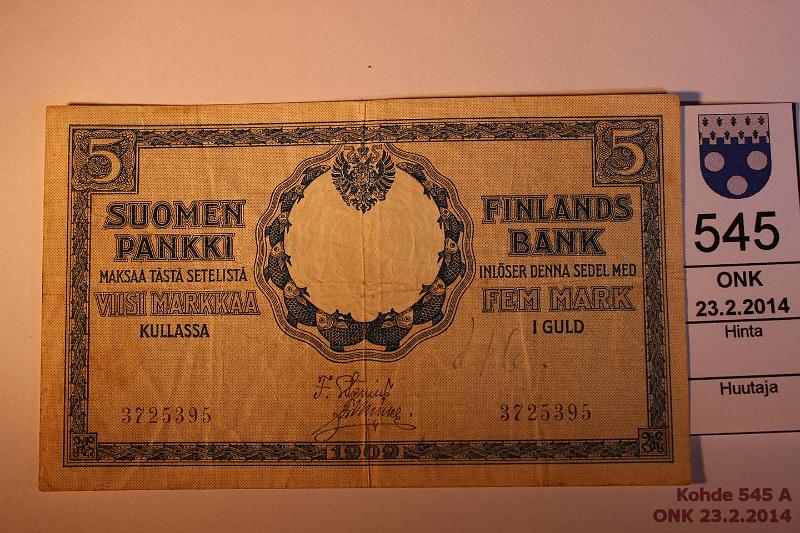 5
5
SUOMEN
PANKKI
MAKSAA TÄSTÄ SETELISTÄ
VIISI MARKKAA
KULLASSA
FINLANDS
BANK
INLÖSER DENNA SEDEL MED
FEM MARK
I GULD
3725395
3725395
1909
545
ONK
23.2.2014
Hinta
Huutaja
Kohde 545 A
ONK 23.2.2014